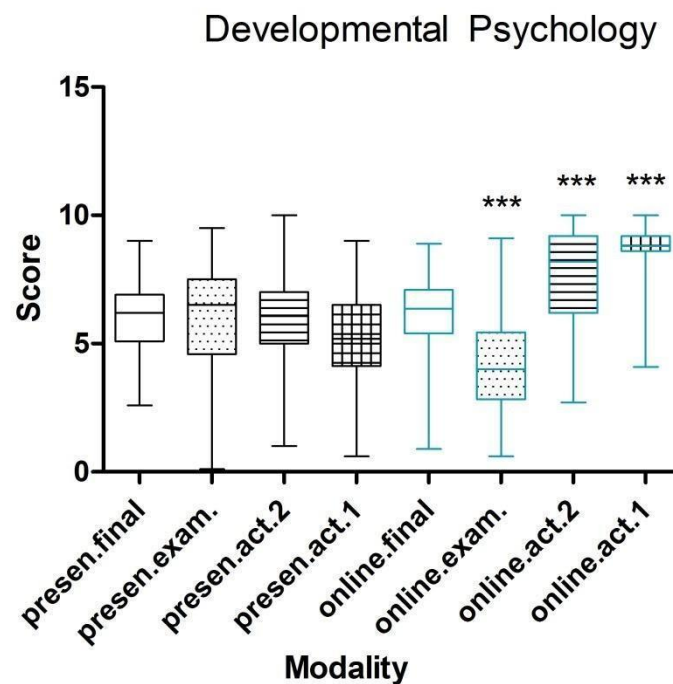 Developmental Psychology
15
10
5
0
Score
***
***
***
presen.final
presen.exam.
presen.act.2
presen.act.1
online.final
online.exam.
online.act.2
online.act.1
Modality